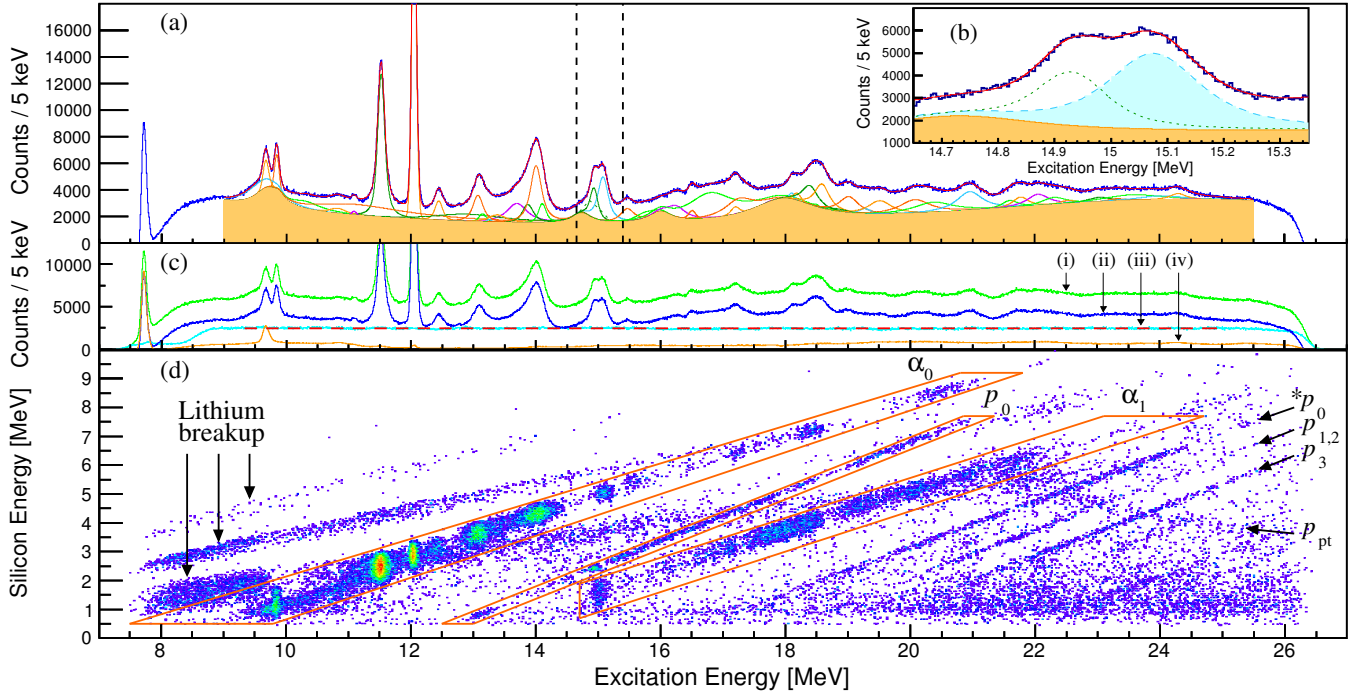 (a)
Counts / 5 keV
16000
14000
12000
10000
8000
6000
4000
2000
0
(b)
Counts / 5 keV
6000
5000
4000
3000
2000
1000
14.7 14.8 14.9 15 15.1 15.2 15.3
Excitation Energy [MeV]
(c)
Counts / 5 keV
10000
5000
0
(i) (ii) (iii) (iv)
(d)
Silicon Energy [MeV]
9
8
7
6
5
4
3
2
1
0
Lithium
breakup
α₀
p₀
α₁
*p₀
p₁,₂
p₃
p_pt
8 10 12 14 16 18 20 22 24 26
Excitation Energy [MeV]